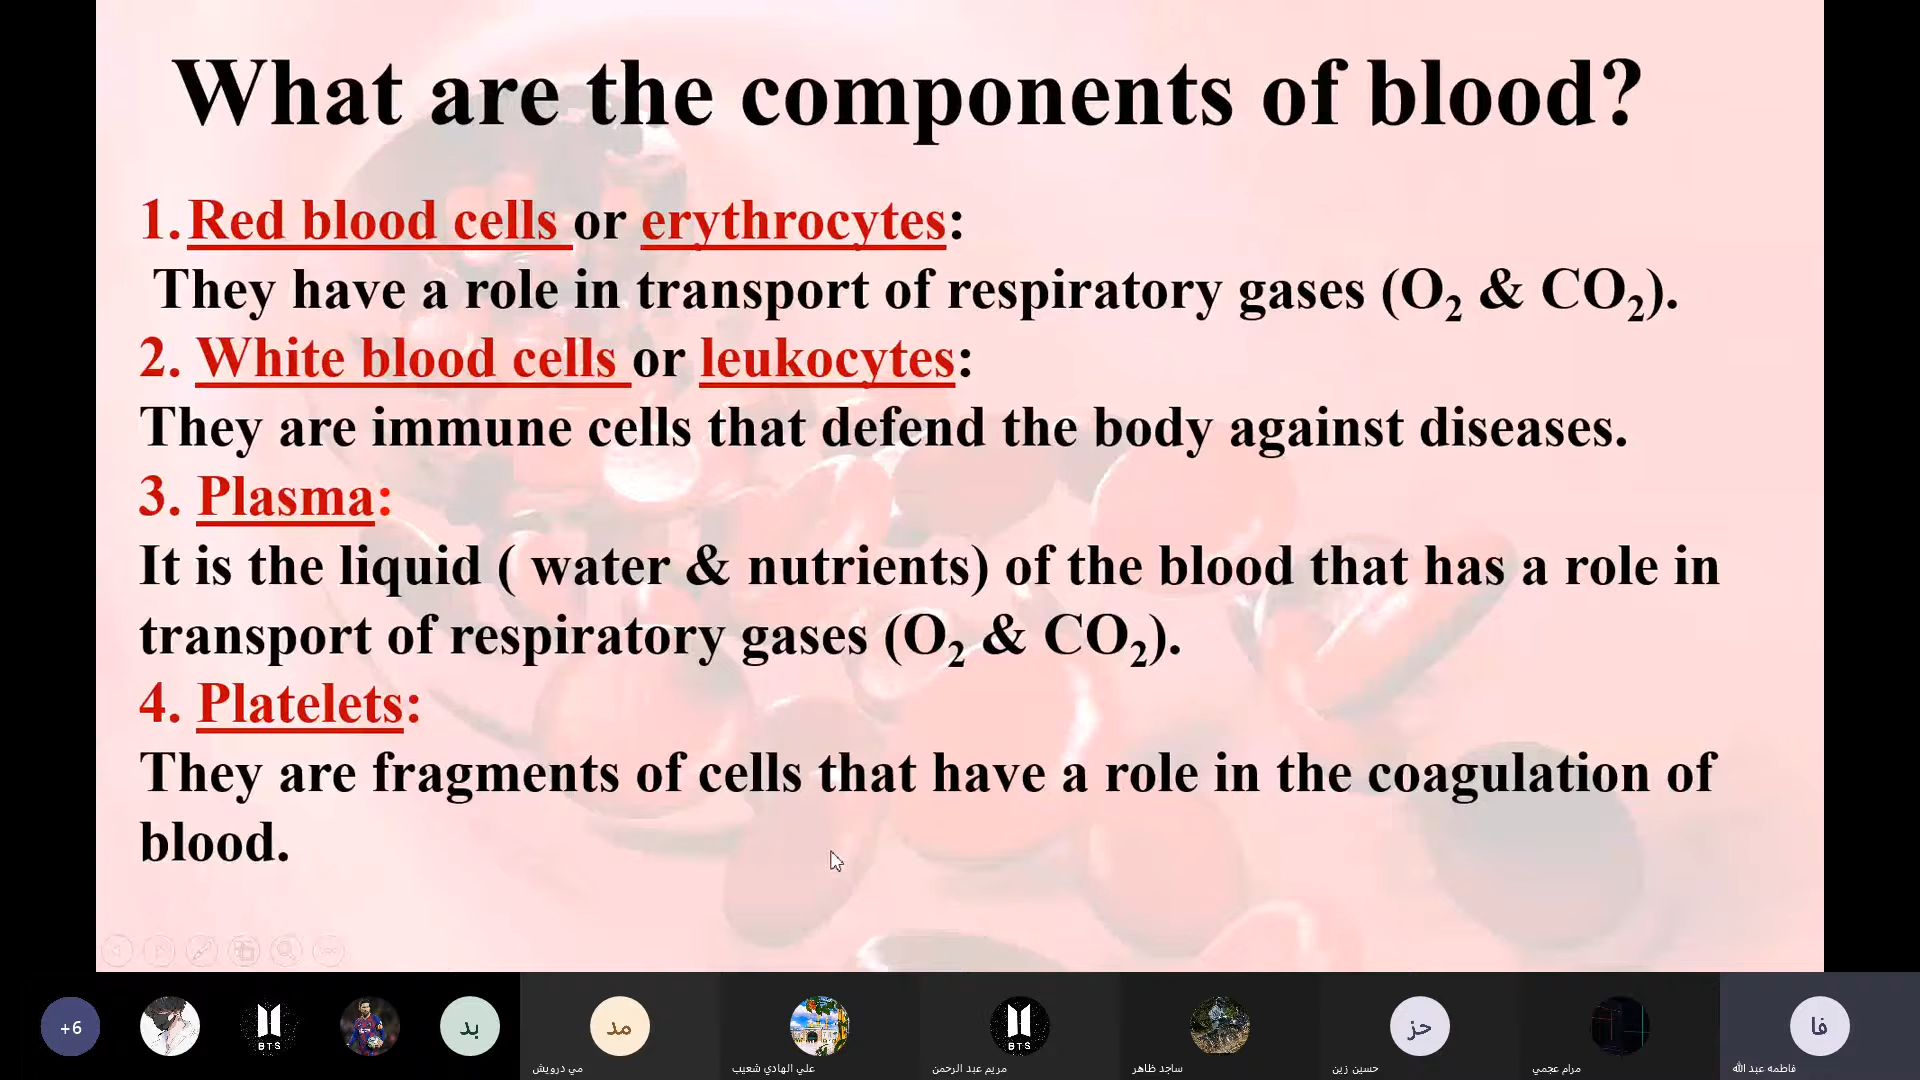 What are the components of blood?
1. Red blood cells or erythrocytes:
They have a role in transport of respiratory gases (O₂ & CO₂).
2. White blood cells or leukocytes:
They are immune cells that defend the body against diseases.
3. Plasma:
It is the liquid ( water & nutrients) of the blood that has a role in
transport of respiratory gases (O₂ & CO₂).
4. Platelets:
They are fragments of cells that have a role in the coagulation of
blood.
+6
BTS
بد
مد
BTS
حز
فا
مي درويش
علي الهادي شعيب
مريم عبد الرحمن
ساجد ظاهر
حسين زين
مرام عجمي
فاطمه عبد الله